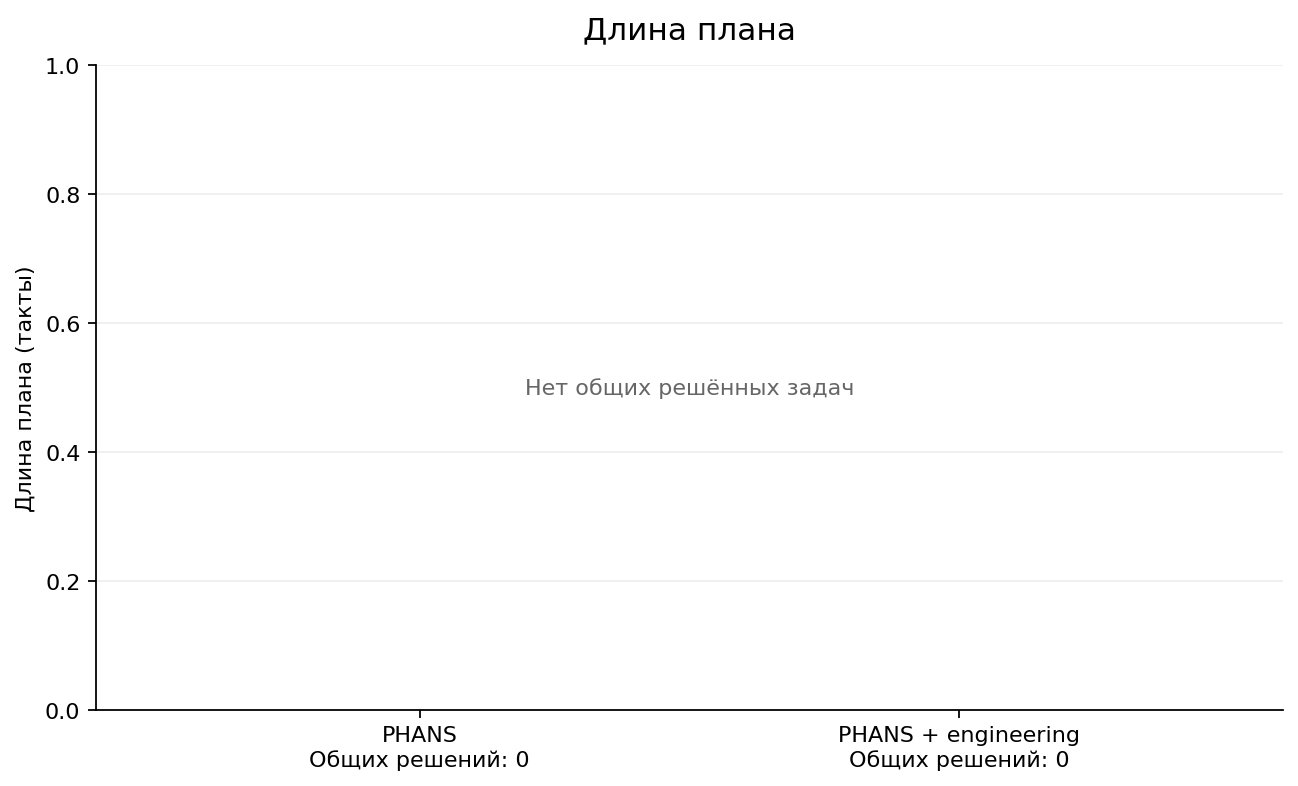 Длина плана
1.0
0.8
0.6
0.4
0.2
0.0
Длина плана (такты)
Нет общих решённых задач
PHANS
Общих решений: 0
PHANS + engineering
Общих решений: 0